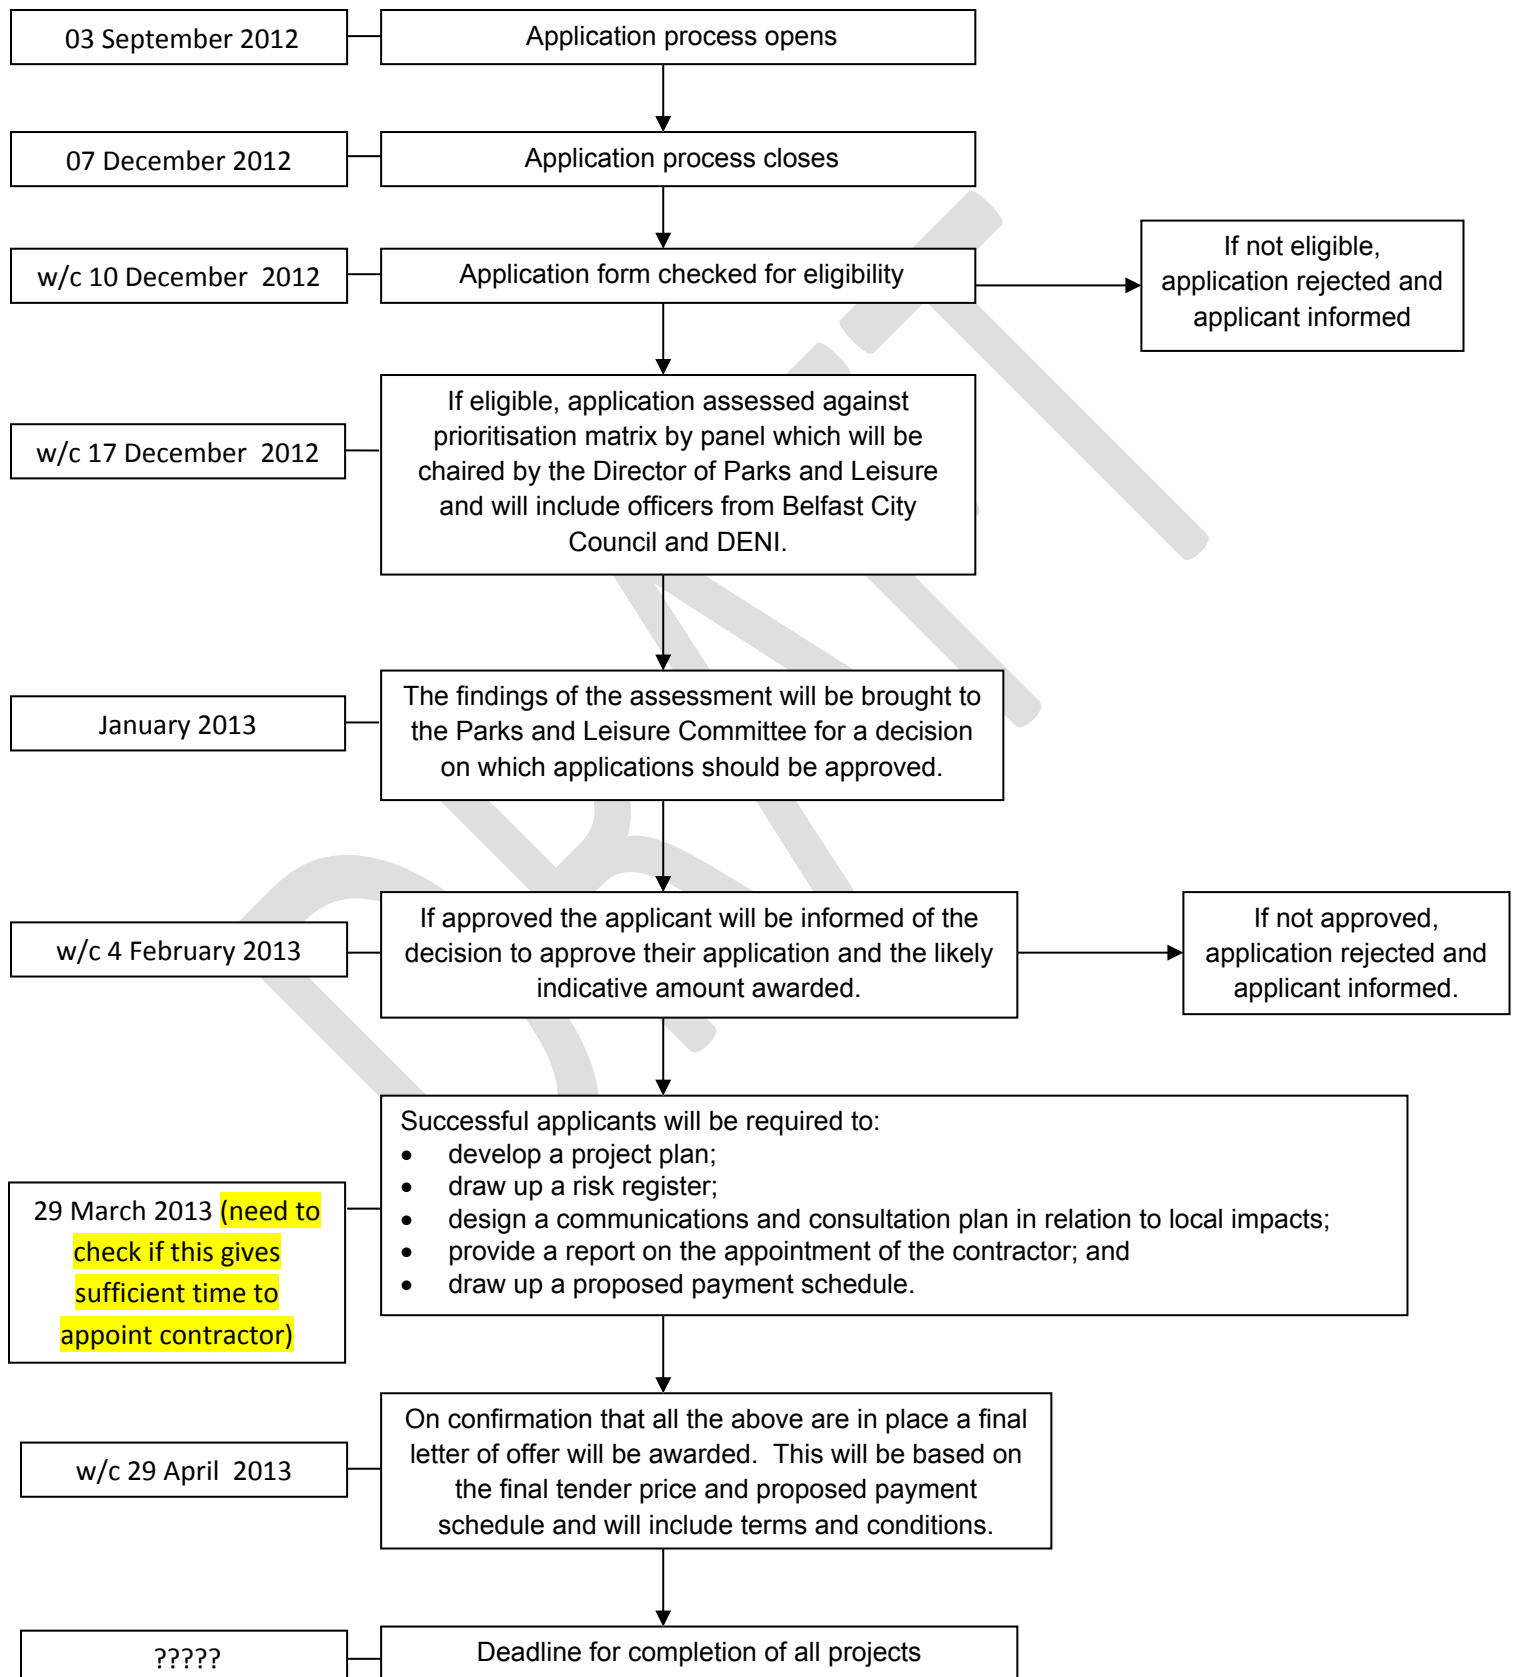 03 September 2012
Application process opens
07 December 2012
Application process closes
w/c 10 December  2012
Application form checked for eligibility
If not eligible,
application rejected and
applicant informed
w/c 17 December  2012
If eligible, application assessed against
prioritisation matrix by panel which will be
chaired by the Director of Parks and Leisure
and will include officers from Belfast City
Council and DENI.
January 2013
The findings of the assessment will be brought to
the Parks and Leisure Committee for a decision
on which applications should be approved.
w/c 4 February 2013
If approved the applicant will be informed of the
decision to approve their application and the likely
indicative amount awarded.
If not approved,
application rejected and
applicant informed.
29 March 2013 (need to
check if this gives
sufficient time to
appoint contractor)
Successful applicants will be required to:
• develop a project plan;
• draw up a risk register;
• design a communications and consultation plan in relation to local impacts;
• provide a report on the appointment of the contractor; and
• draw up a proposed payment schedule.
w/c 29 April  2013
On confirmation that all the above are in place a final
letter of offer will be awarded.  This will be based on
the final tender price and proposed payment
schedule and will include terms and conditions.
?????
Deadline for completion of all projects
DRAFT